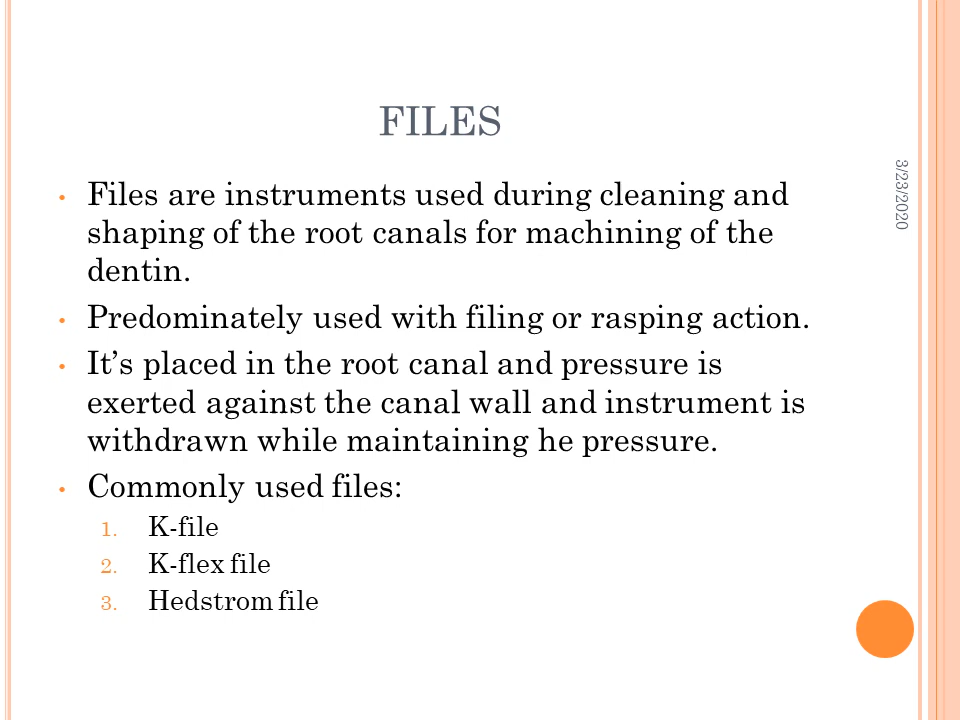 FILES
3/23/2020
• Files are instruments used during cleaning and
shaping of the root canals for machining of the
dentin.
• Predominately used with filing or rasping action.
• It’s placed in the root canal and pressure is
exerted against the canal wall and instrument is
withdrawn while maintaining he pressure.
• Commonly used files:
1. K-file
2. K-flex file
3. Hedstrom file